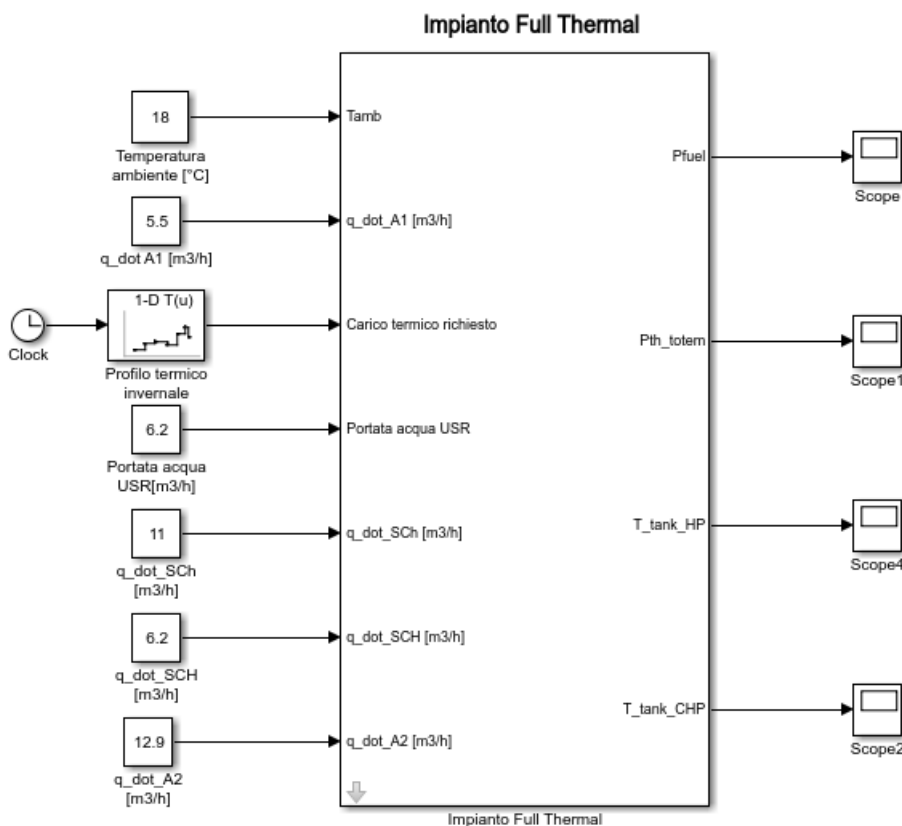 Impianto Full Thermal
18
Temperatura
ambiente [°C]
5.5
q_dot A1 [m3/h]
Clock
1-D T(u)
Profilo termico
invernale
6.2
Portata acqua
USR[m3/h]
11
q_dot_SCh
[m3/h]
6.2
q_dot_SCH
[m3/h]
12.9
q_dot_A2
[m3/h]
Tamb
q_dot_A1 [m3/h]
Carico termico richiesto
Portata acqua USR
q_dot_SCh [m3/h]
q_dot_SCH [m3/h]
q_dot_A2 [m3/h]
Pfuel
Pth_totem
T_tank_HP
T_tank_CHP
Scope
Scope1
Scope4
Scope2
Impianto Full Thermal